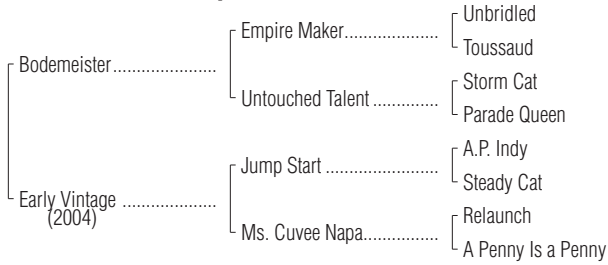 Unbridled
Empire Maker...................
Toussaud
Bodemeister.....................
Storm Cat
Untouched Talent ..............
Parade Queen
A.P. Indy
Jump Start .......................
Steady Cat
Early Vintage ...................
(2004)
Relaunch
Ms. Cuvee Napa...............
A Penny Is a Penny